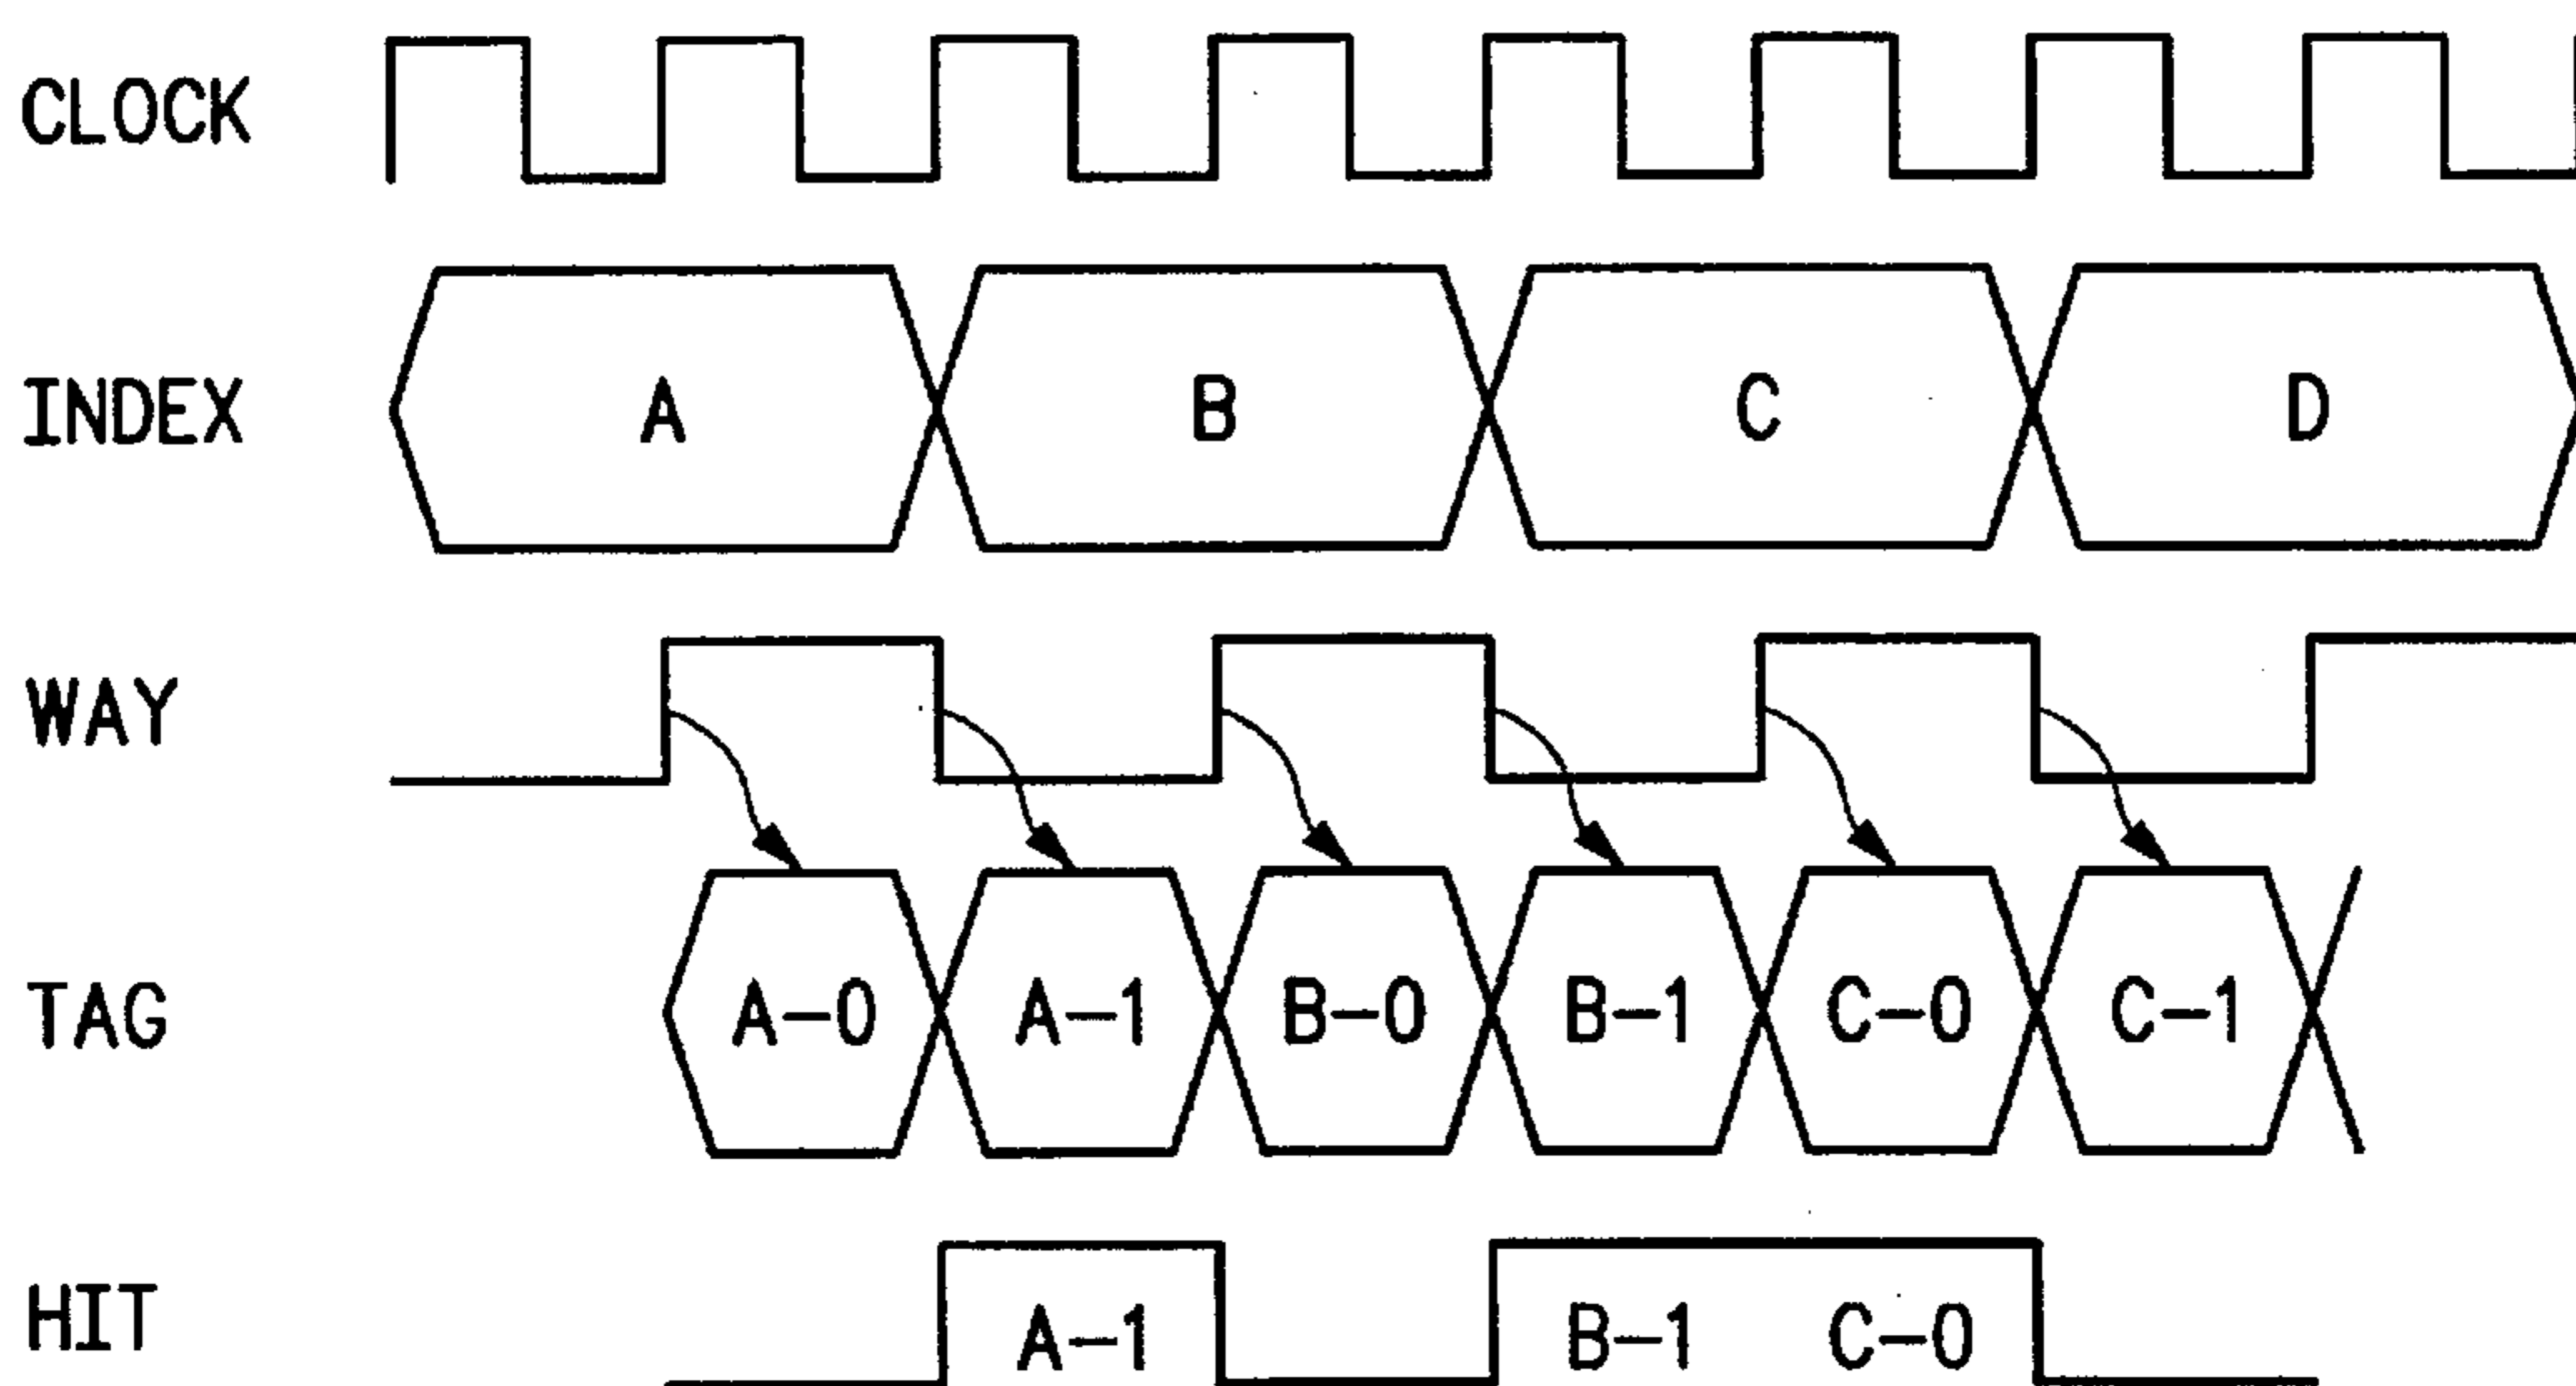 CLOCK
INDEX A B C D
WAY
TAG A-0 A-1 B-0 B-1 C-0 C-1
HIT A-1 B-1 C-0